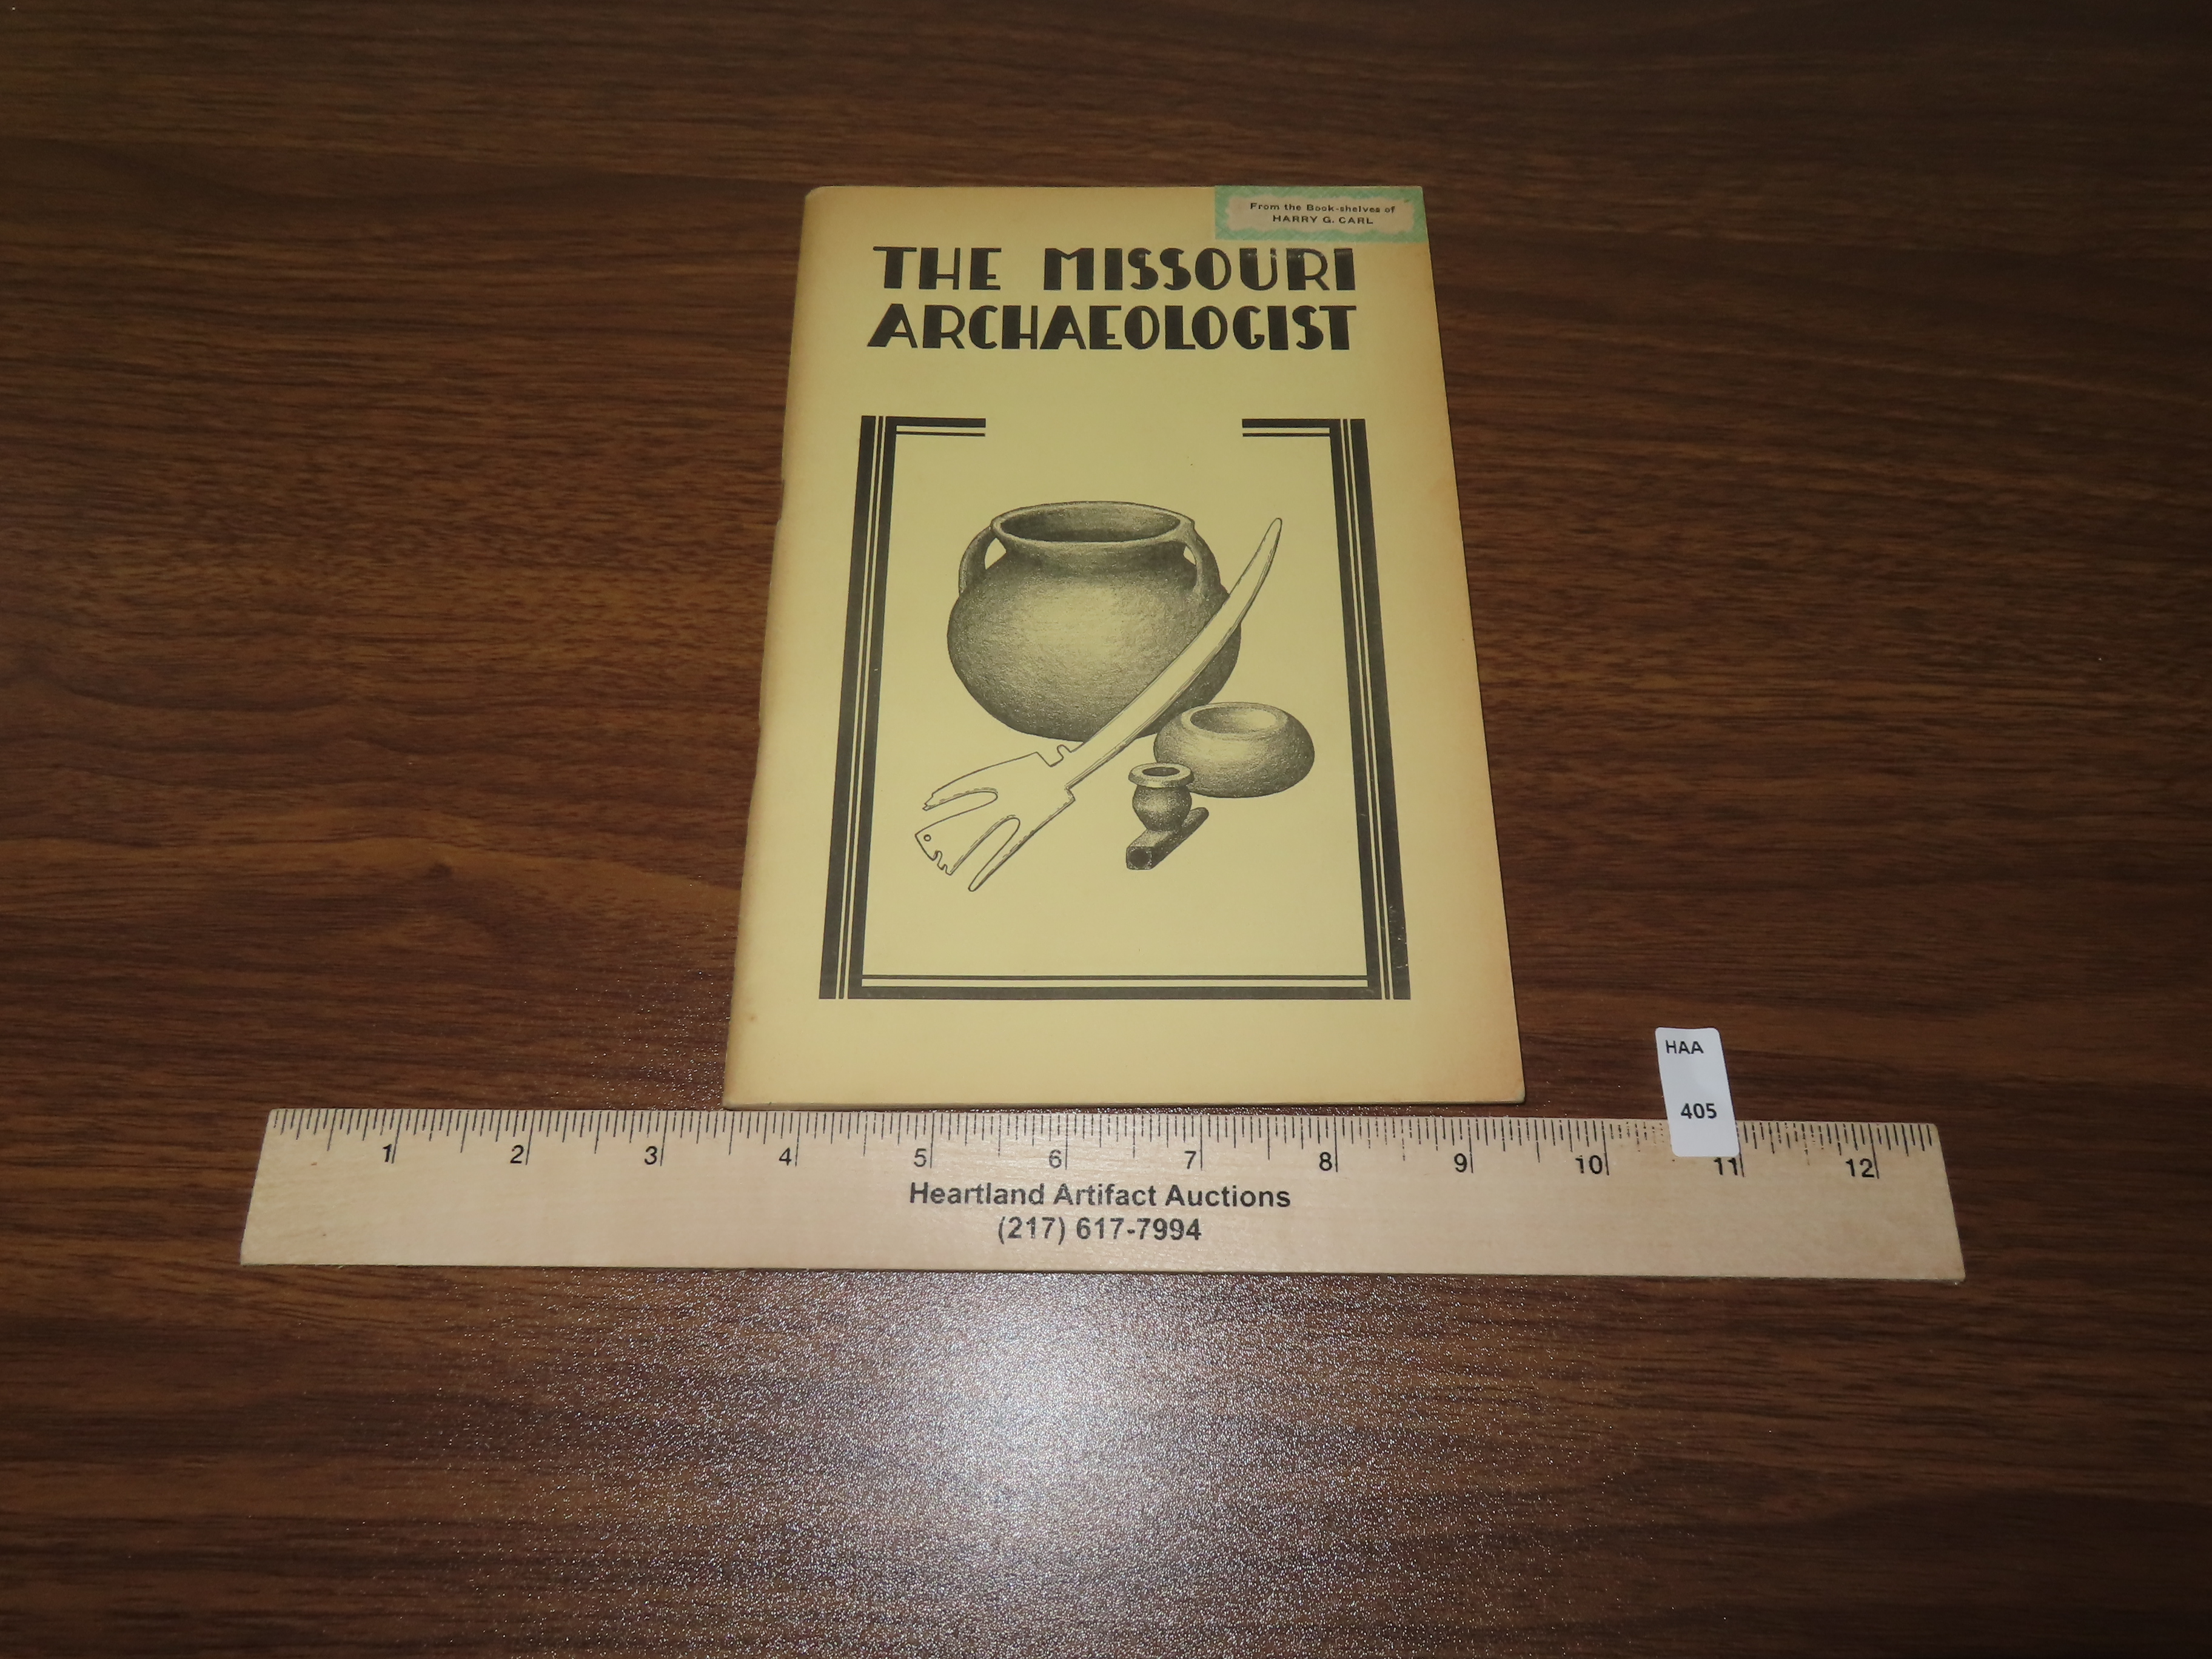 From the Book-shelves of
HARRY G. CARL
THE MISSOURI
ARCHAEOLOGIST
HAA
405
1 2 3 4 5 6 7 8 9 10 11 12
Heartland Artifact Auctions
(217) 617-7994